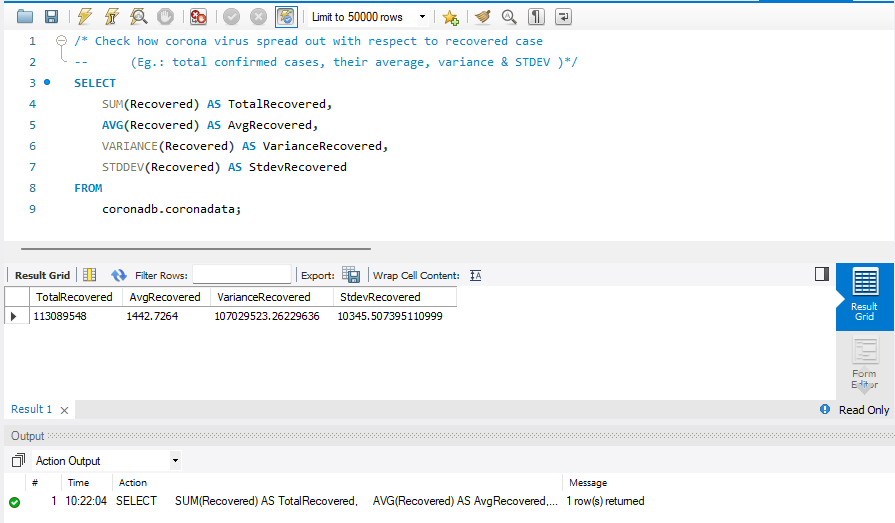 Limit to 50000 rows
1 /* Check how corona virus spread out with respect to recovered case
2 --      (Eg.: total confirmed cases, their average, variance & STDEV )*/
3 SELECT
4     SUM(Recovered) AS TotalRecovered,
5     AVG(Recovered) AS AvgRecovered,
6     VARIANCE(Recovered) AS VarianceRecovered,
7     STDDEV(Recovered) AS StdevRecovered
8 FROM
9     coronadb.coronadata;
Result Grid Filter Rows: Export: Wrap Cell Content: IA
TotalRecovered AvgRecovered VarianceRecovered StdevRecovered
113089548 1442.7264 107029523.26229636 10345.507395110999
Result
Grid
Form
Editor
Result 1 × Read Only
Output
Action Output
# Time Action Message
1 10:22:04 SELECT SUM(Recovered) AS TotalRecovered, AVG(Recovered) AS AvgRecovered,... 1 row(s) returned